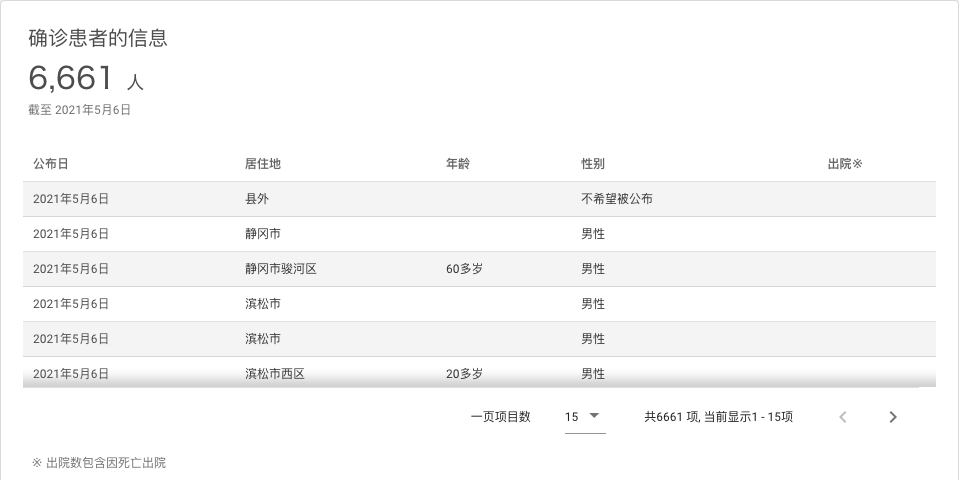 确诊患者的信息
6,661 人
截至 2021年5月6日
公布日 居住地 年龄 性别 出院※
2021年5月6日 县外 不希望被公布
2021年5月6日 静冈市 男性
2021年5月6日 静冈市骏河区 60多岁 男性
2021年5月6日 滨松市 男性
2021年5月6日 滨松市 男性
2021年5月6日 滨松市西区 20多岁 男性
一页项目数 15 共6661 项, 当前显示1 - 15项
※ 出院数包含因死亡出院